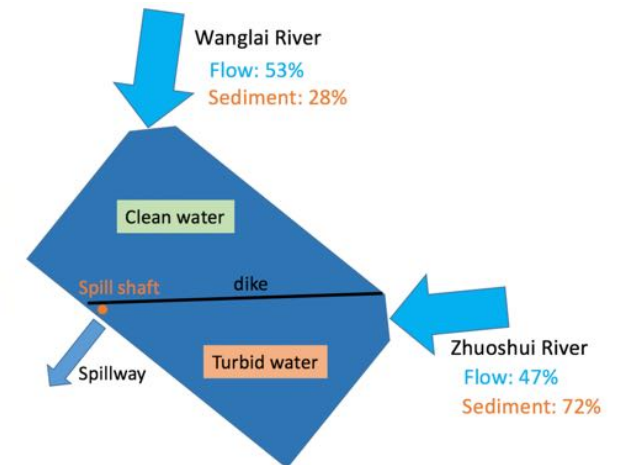 Wanglai River
Flow: 53%
Sediment: 28%
Clean water
Spill shaft
dike
Spillway
Turbid water
Zhuoshui River
Flow: 47%
Sediment: 72%